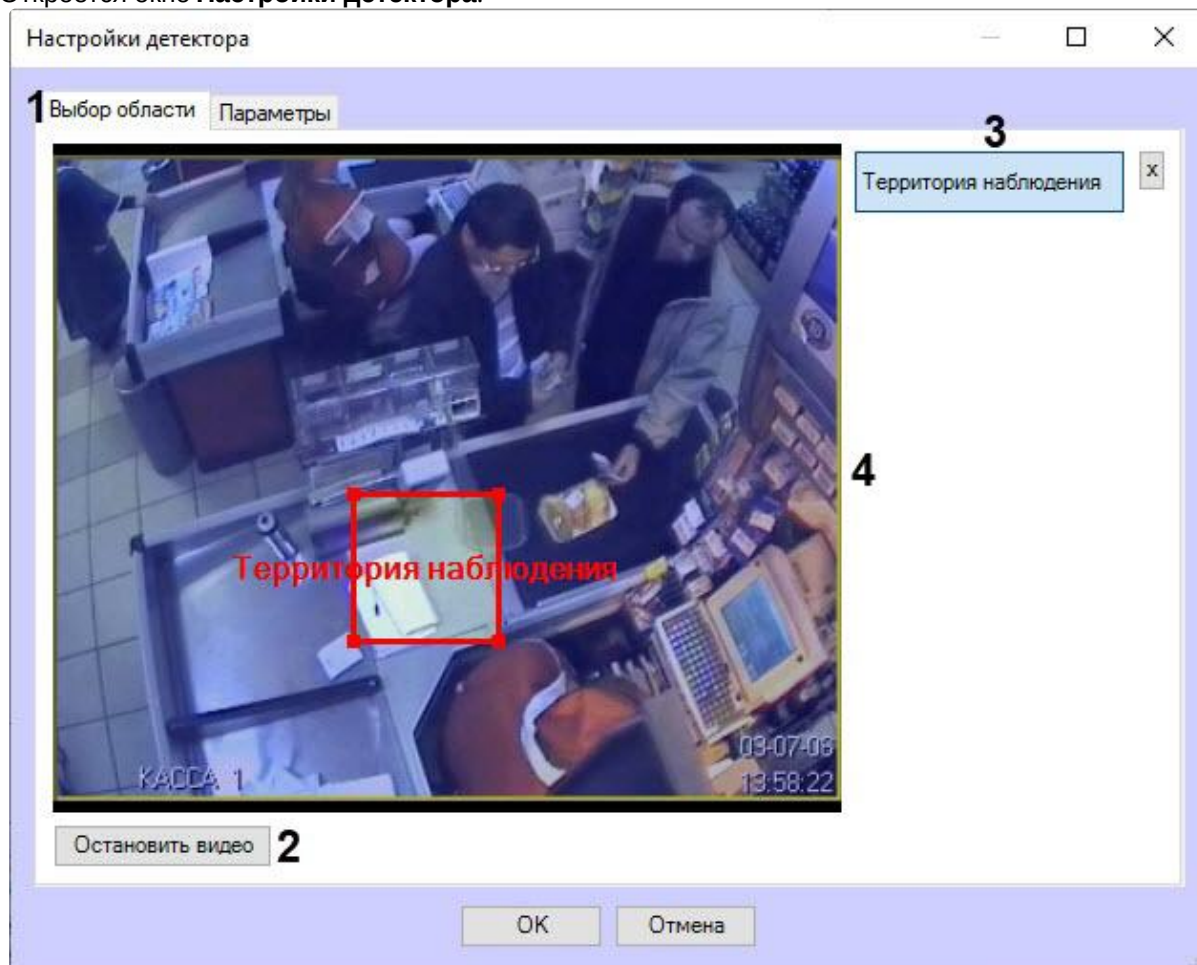 Откроется окно Настройки детектора.
Настройки детектора
1 Выбор области Параметры
3
Территория наблюдения x
4
Территория наблюдения
03-07-08
КАССА 1 13:58:22
Остановить видео 2
OK Отмена